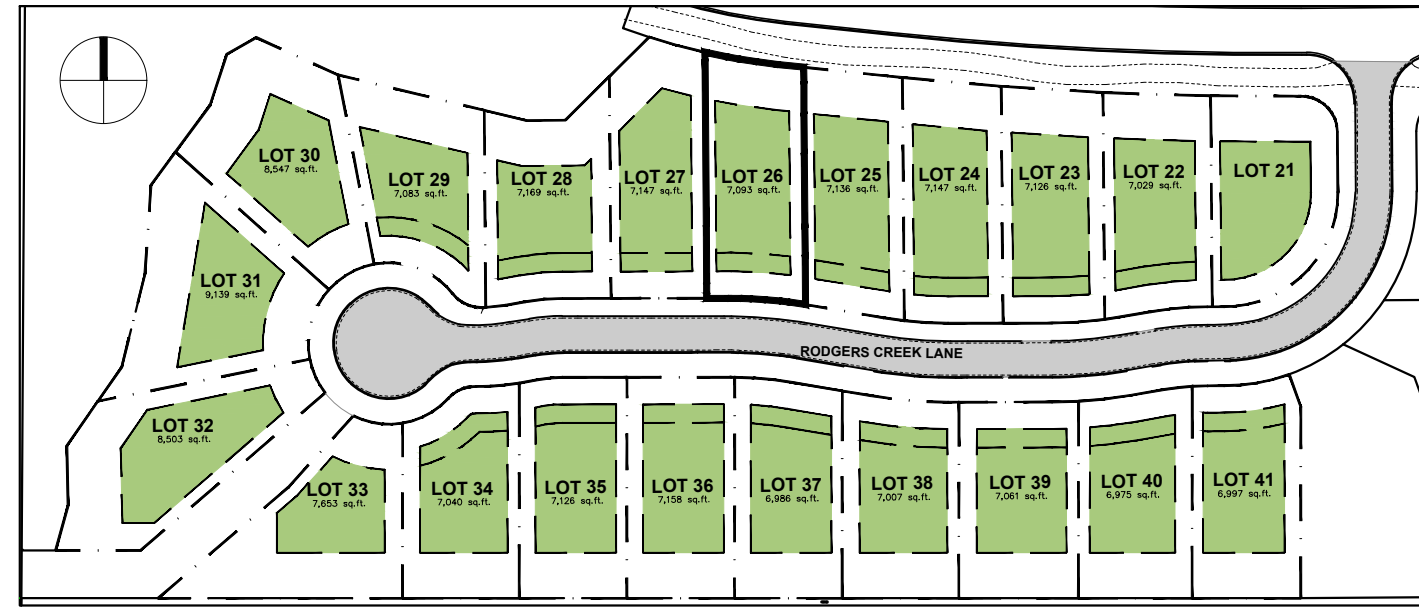 LOT 30
8,547 sq.ft.
LOT 29
7,083 sq.ft.
LOT 28
7,169 sq.ft.
LOT 27
7,147 sq.ft.
LOT 26
7,093 sq.ft.
LOT 25
7,136 sq.ft.
LOT 24
7,147 sq.ft.
LOT 23
7,126 sq.ft.
LOT 22
7,029 sq.ft.
LOT 21
LOT 31
9,139 sq.ft.
RODGERS CREEK LANE
LOT 32
8,503 sq.ft.
LOT 33
7,653 sq.ft.
LOT 34
7,040 sq.ft.
LOT 35
7,126 sq.ft.
LOT 36
7,158 sq.ft.
LOT 37
6,986 sq.ft.
LOT 38
7,007 sq.ft.
LOT 39
7,061 sq.ft.
LOT 40
6,975 sq.ft.
LOT 41
6,997 sq.ft.